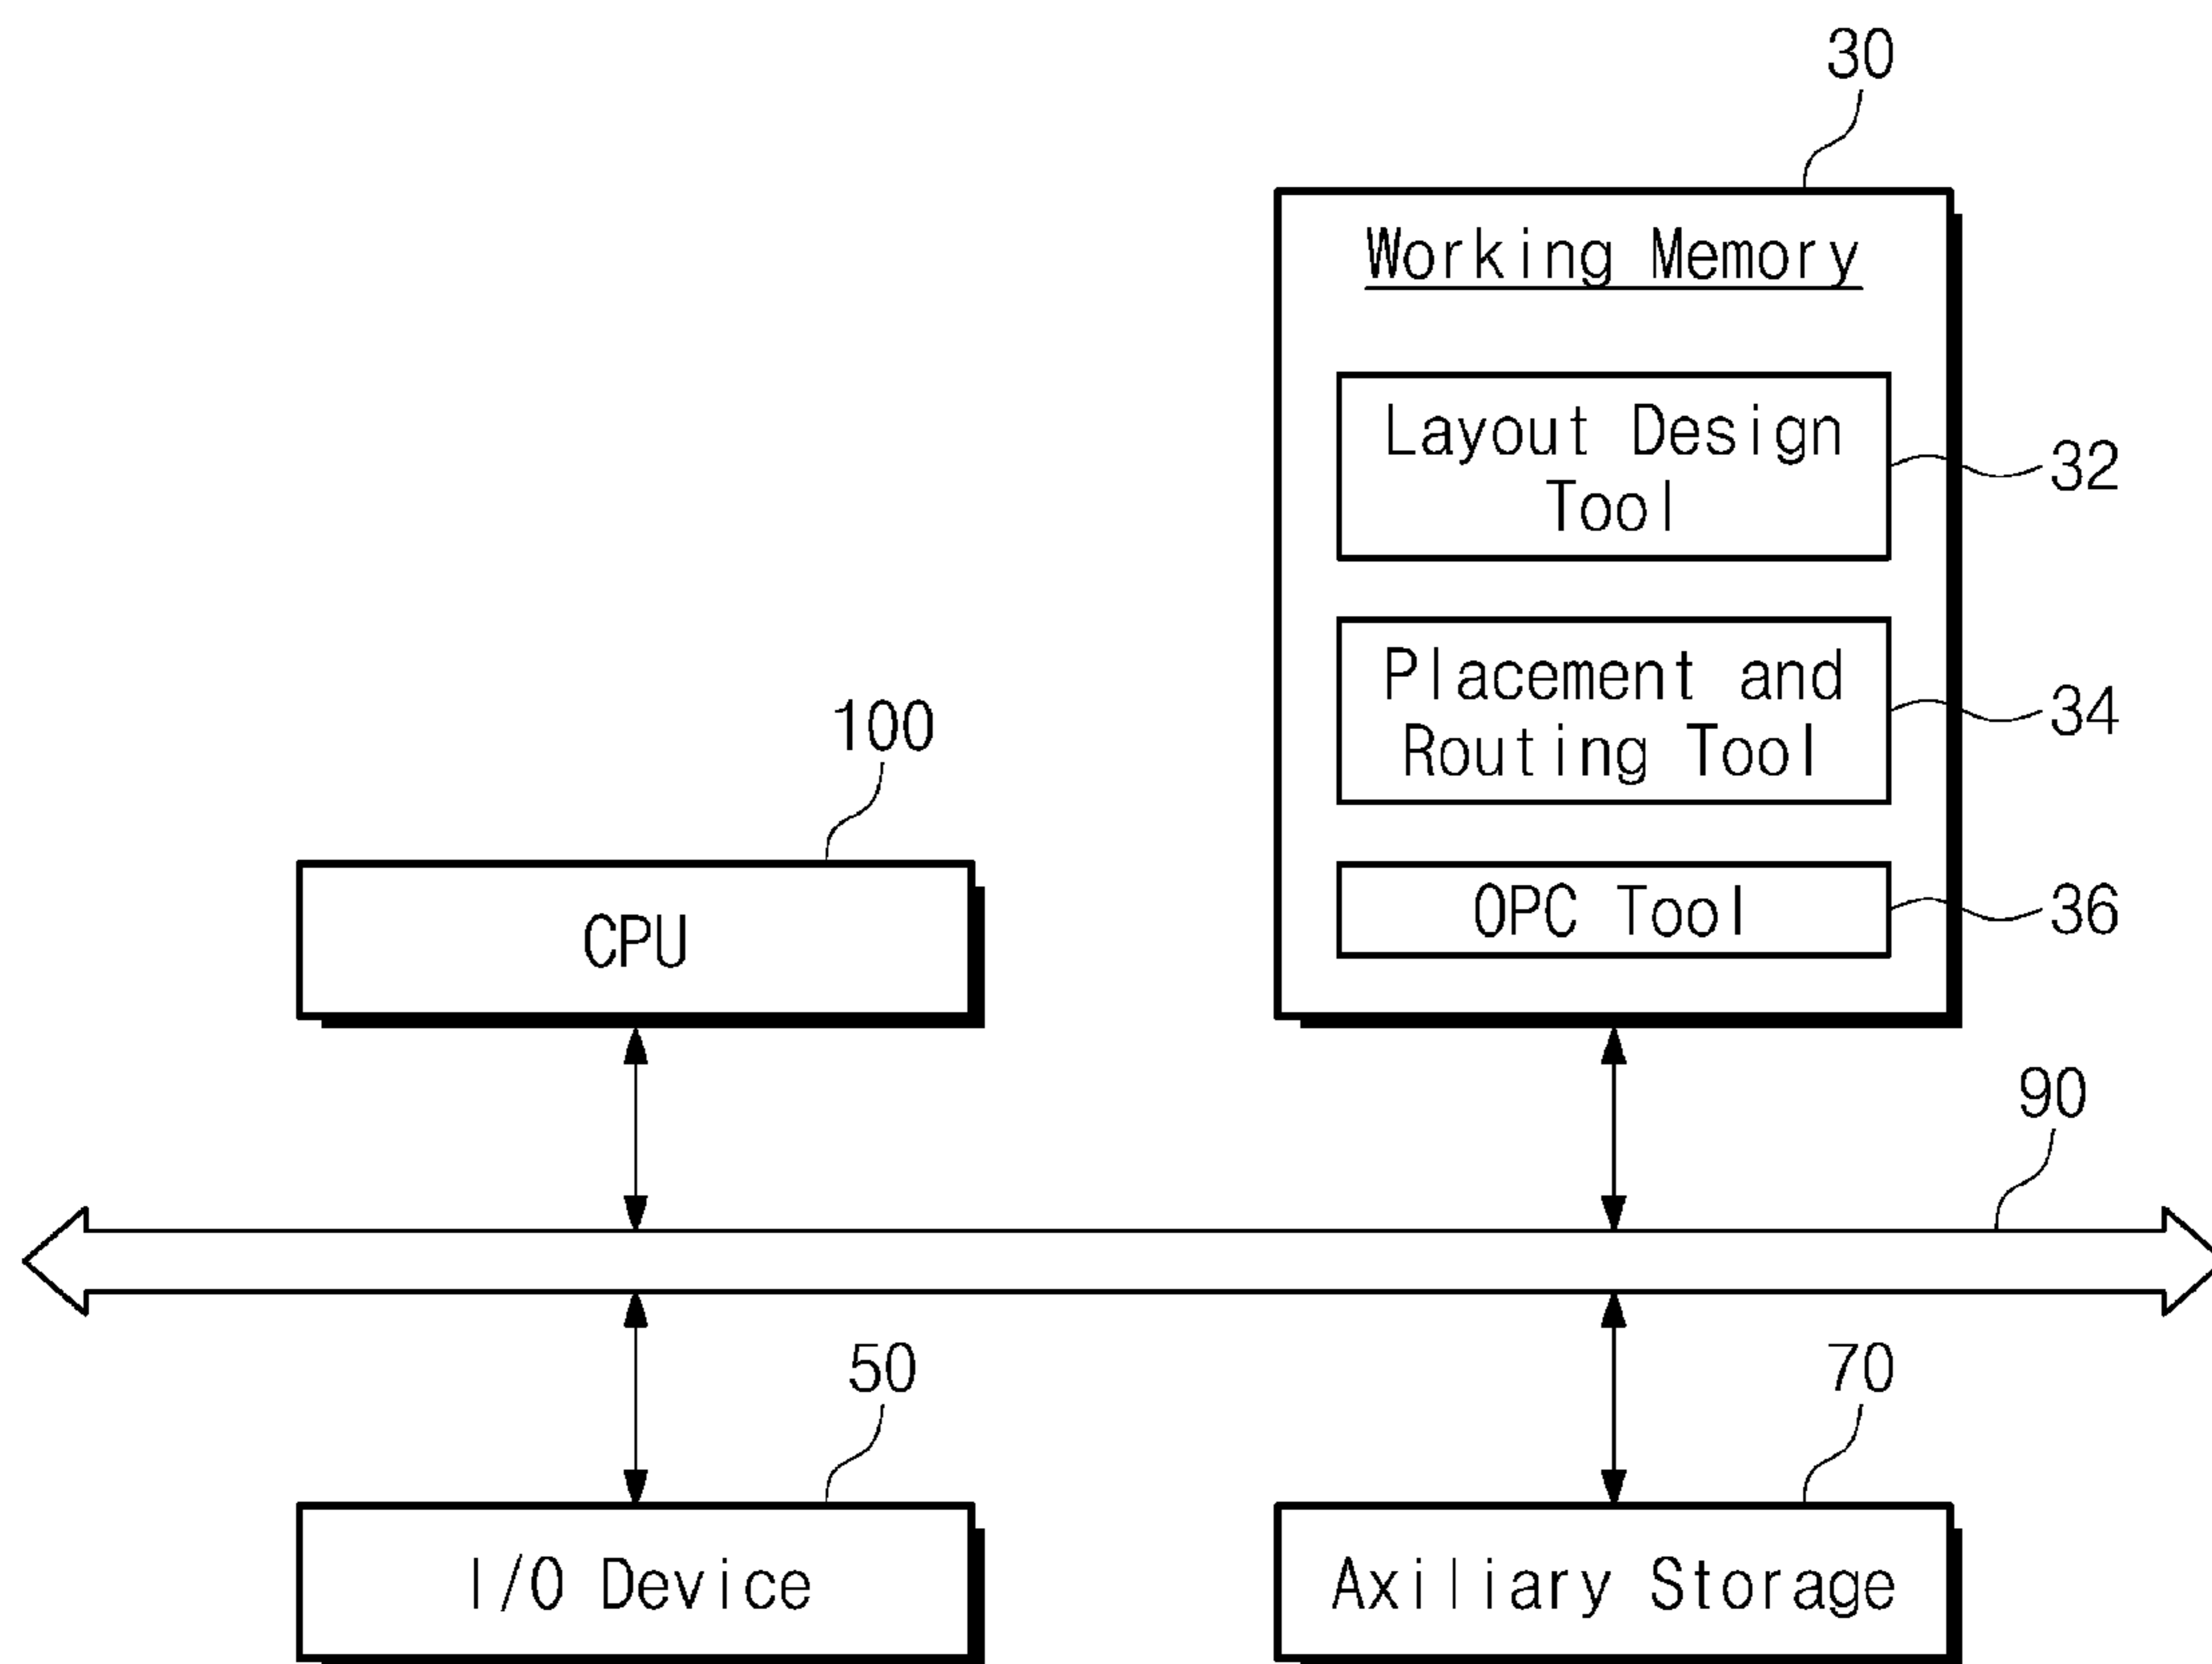 30
Working Memory
Layout Design
Tool
32
Placement and
Routing Tool
34
100
CPU
OPC Tool
36
90
50
70
I/O Device
Axiliary Storage